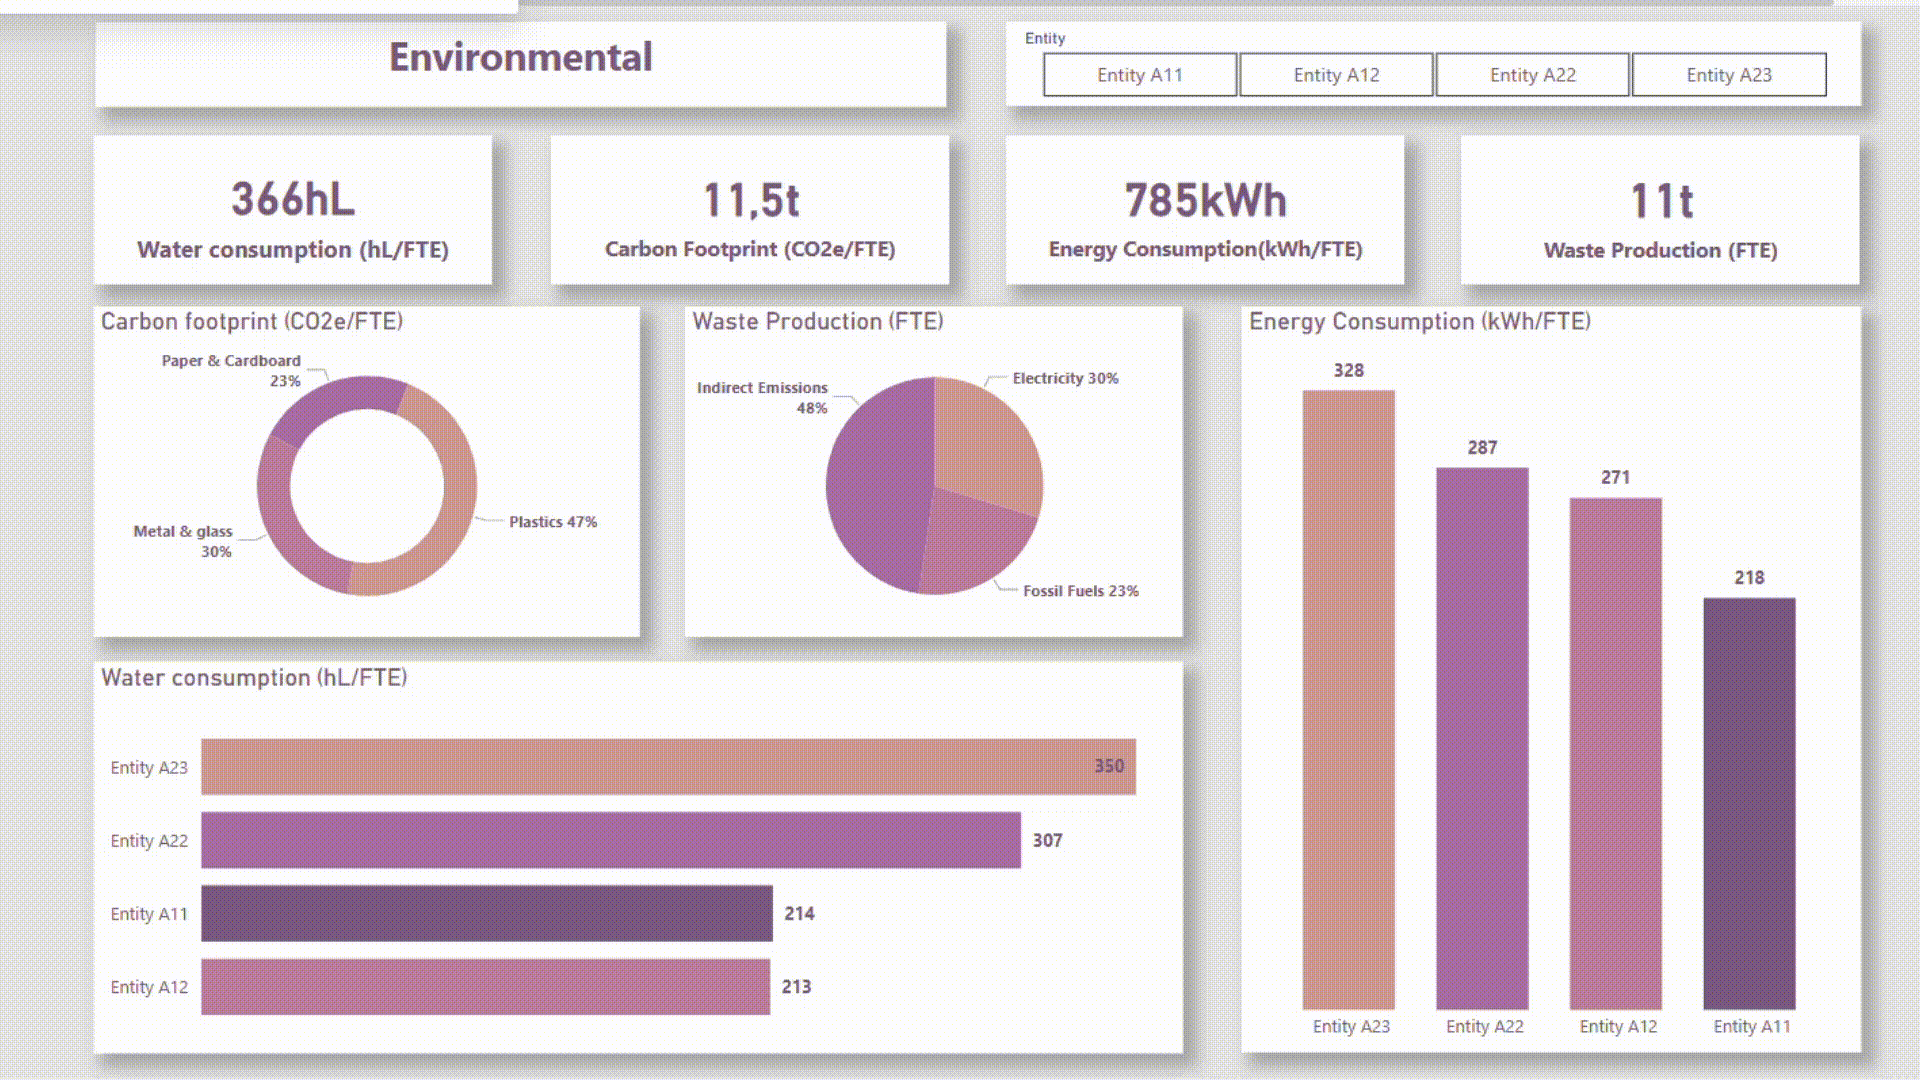 Environmental
Entity
Entity A11
Entity A12
Entity A22
Entity A23
366hL
Water consumption (hL/FTE)
11,5t
Carbon Footprint (CO2e/FTE)
785kWh
Energy Consumption(kWh/FTE)
11t
Waste Production (FTE)
Carbon footprint (CO2e/FTE)
Paper & Cardboard
23%
Metal & glass
30%
Plastics 47%
Waste Production (FTE)
Indirect Emissions
48%
Electricity 30%
Fossil Fuels 23%
Energy Consumption (kWh/FTE)
328
287
271
218
Entity A23
Entity A22
Entity A12
Entity A11
Water consumption (hL/FTE)
Entity A23
350
Entity A22
307
Entity A11
214
Entity A12
213